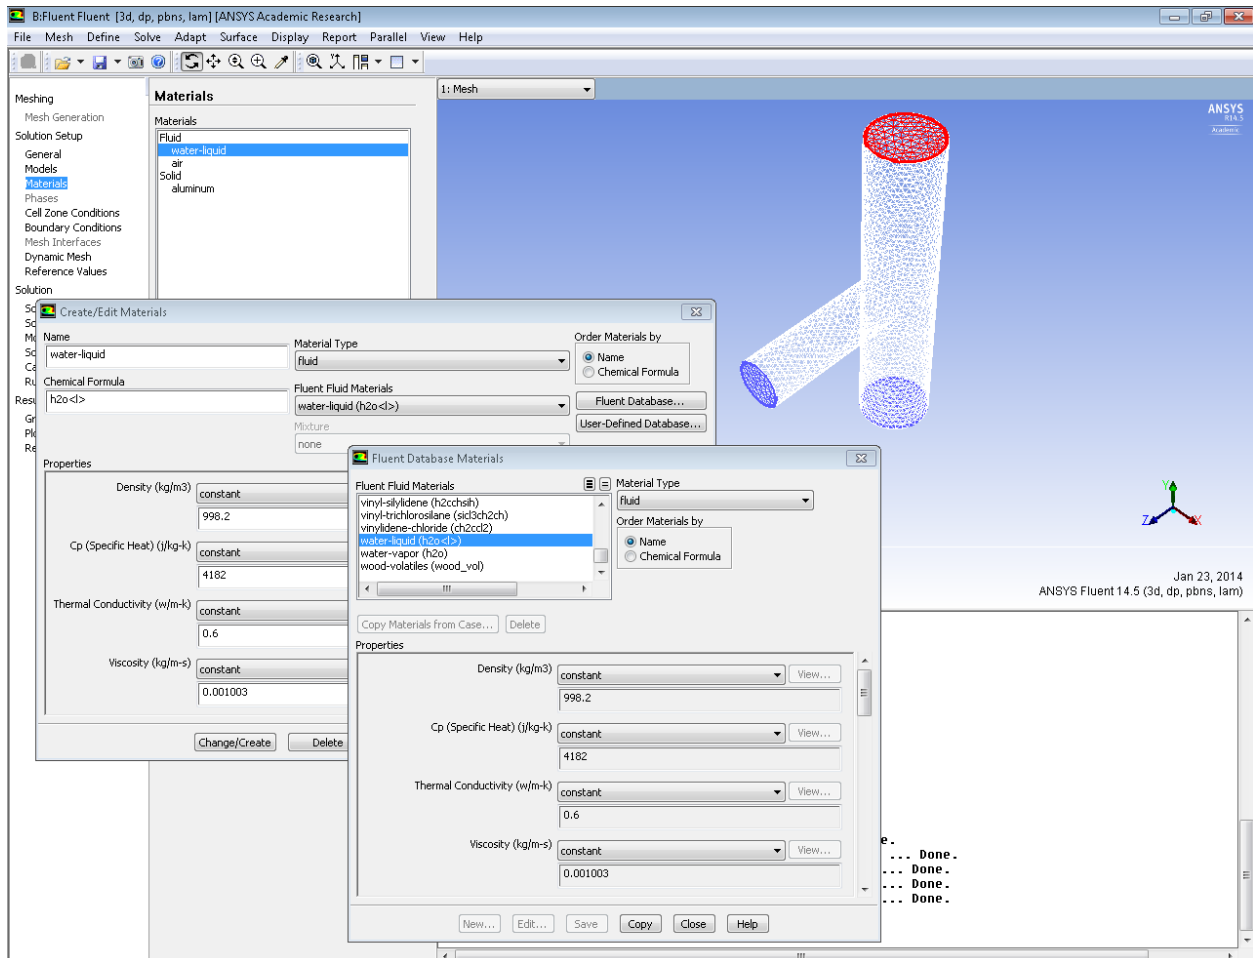 B:Fluent Fluent [3d, dp, pbns, lam] [ANSYS Academic Research]
File Mesh Define Solve Adapt Surface Display Report Parallel View Help
Meshing
Mesh Generation
Solution Setup
General
Models
Materials
Phases
Cell Zone Conditions
Boundary Conditions
Mesh Interfaces
Dynamic Mesh
Reference Values
Solution
Materials
Materials
Fluid
water-liquid
air
Solid
aluminum
1: Mesh
ANSYS
R14.5
Academic
Y
Z
X
Jan 23, 2014
ANSYS Fluent 14.5 (3d, dp, pbns, lam)
Create/Edit Materials
Name
water-liquid
Chemical Formula
h2o<l>
Material Type
fluid
Fluent Fluid Materials
water-liquid (h2o<l>)
Mixture
none
Order Materials by
Name
Chemical Formula
Fluent Database...
User-Defined Database...
Properties
Density (kg/m3) constant
998.2
Cp (Specific Heat) (j/kg-k) constant
4182
Thermal Conductivity (w/m-k) constant
0.6
Viscosity (kg/m-s) constant
0.001003
Change/Create Delete
Fluent Database Materials
Fluent Fluid Materials
vinyl-silylidene (h2cchsih)
vinyl-trichlorosilane (sicl3ch2ch)
vinylidene-chloride (ch2ccl2)
water-liquid (h2o<l>)
water-vapor (h2o)
wood-volatiles (wood_vol)
Material Type
fluid
Order Materials by
Name
Chemical Formula
Copy Materials from Case... Delete
Properties
Density (kg/m3) constant View...
998.2
Cp (Specific Heat) (j/kg-k) constant View...
4182
Thermal Conductivity (w/m-k) constant View...
0.6
Viscosity (kg/m-s) constant View...
0.001003
New... Edit... Save Copy Close Help
e.
... Done.
... Done.
... Done.
... Done.